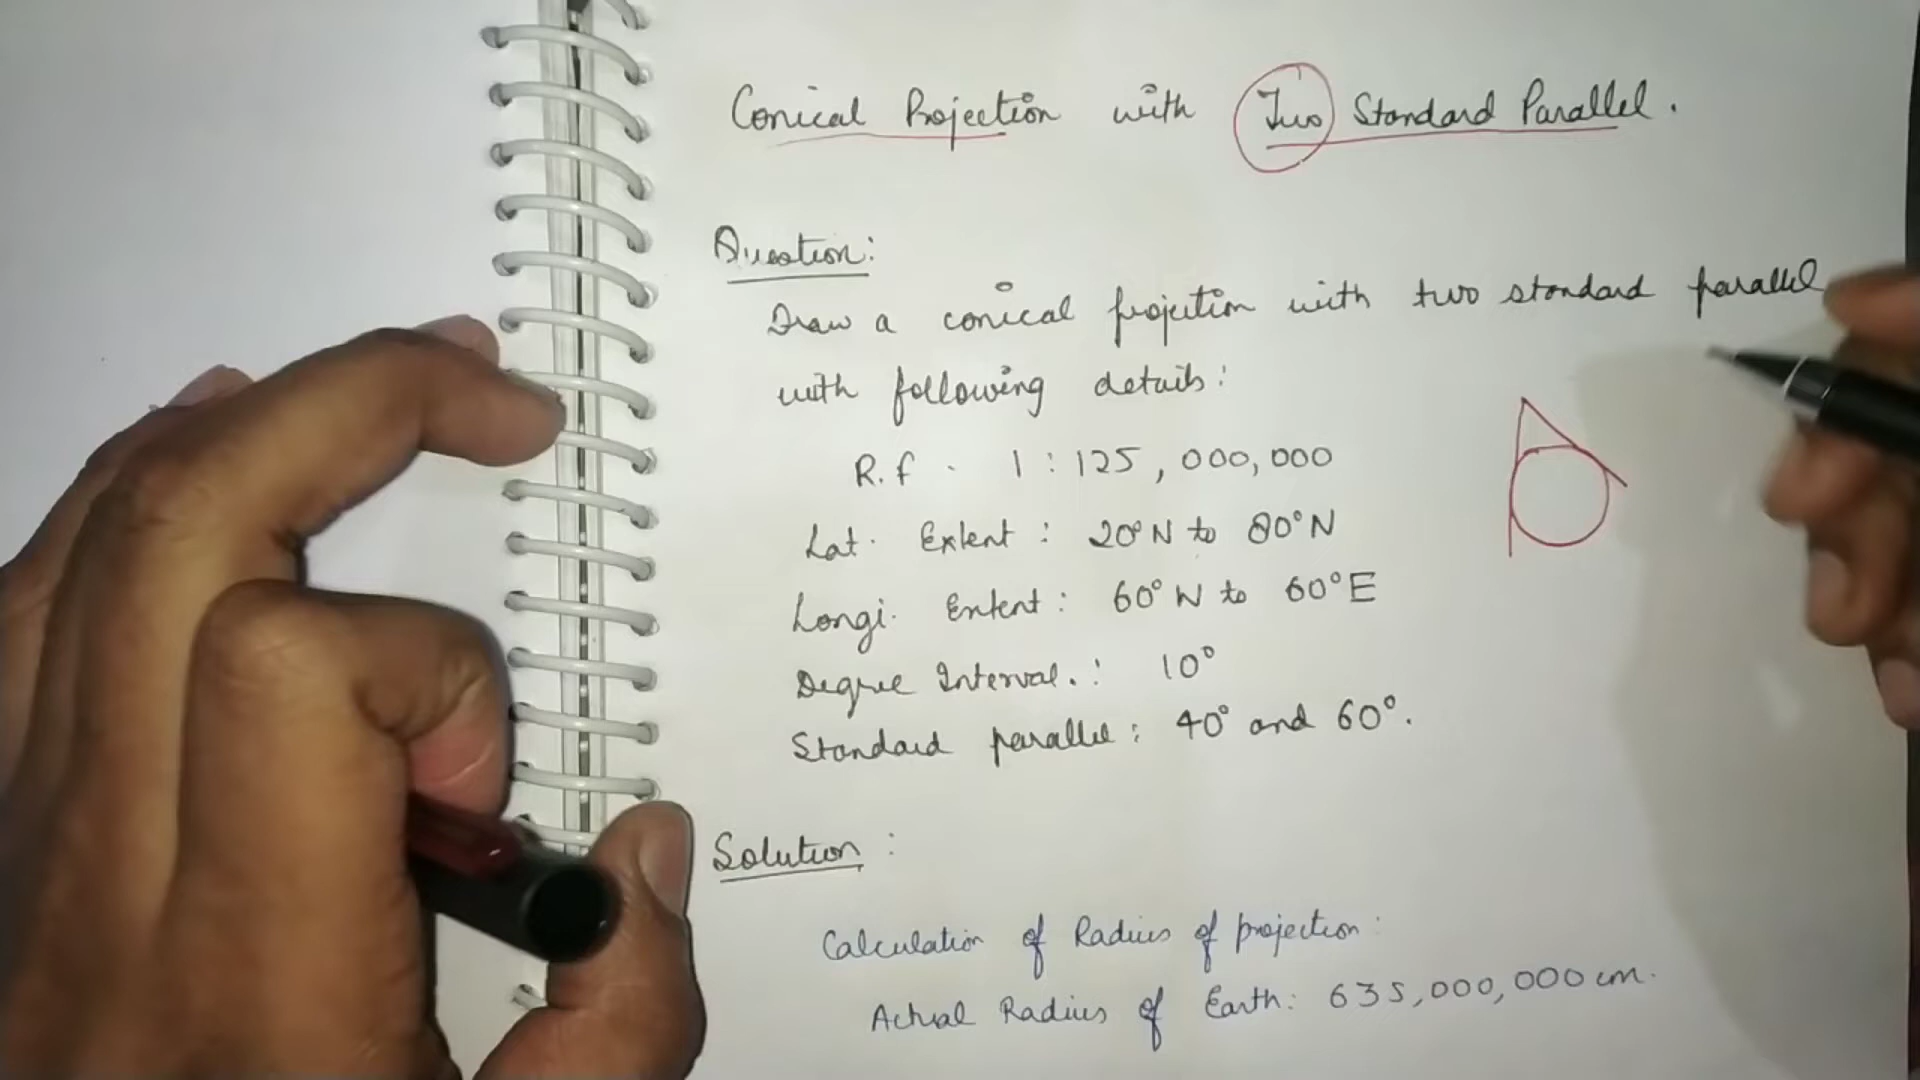 Conical Projection with Two Standard Parallel.
Question:
Draw a conical projection with two standard parallel
with following details:
R.f - 1 : 125,000,000
Lat. Extent : 20°N to 80°N
Longi. Extent : 60°W to 60°E
Degree Interval. : 10°
Standard parallel : 40° and 60°.
Solution :
Calculation of Radius of projection :
Actual Radius of Earth : 635,000,000 cm.